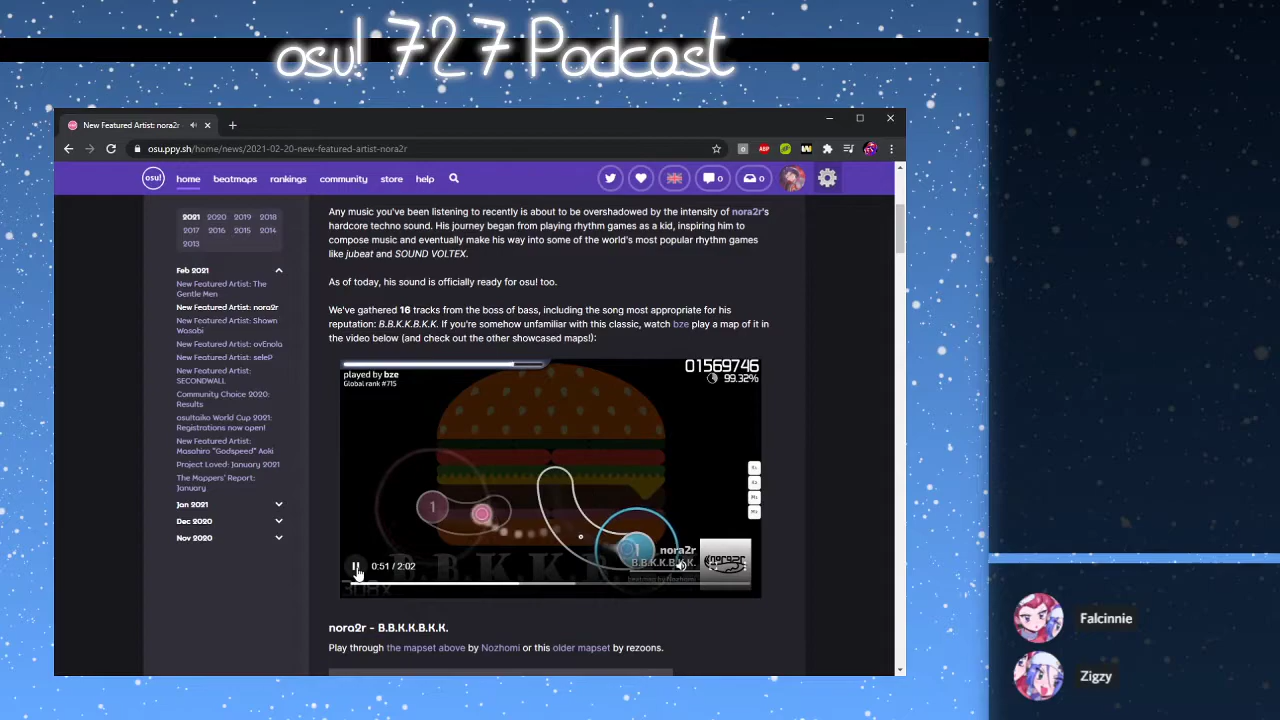 osu! 727 Podcast
New Featured Artist: nora2r
osu.ppy.sh/home/news/2021-02-20-new-featured-artist-nora2r
ABP
osu!
home
beatmaps
rankings
community
store
help
0
0
2021 2020 2019 2018
2017 2016 2015 2014
2013
Feb 2021
New Featured Artist: The
Gentle Men
New Featured Artist: nora2r
New Featured Artist: Shawn
Wasabi
New Featured Artist: ovEnola
New Featured Artist: seleP
New Featured Artist:
SECONDWALL
Community Choice 2020:
Results
osu!taiko World Cup 2021:
Registrations now open!
New Featured Artist:
Masahiro "Godspeed" Aoki
Project Loved: January 2021
The Mappers' Report:
January
Jan 2021
Dec 2020
Nov 2020
Any music you've been listening to recently is about to be overshadowed by the intensity of nora2r's
hardcore techno sound. His journey began from playing rhythm games as a kid, inspiring him to
compose music and eventually make his way into some of the world's most popular rhythm games
like jubeat and SOUND VOLTEX.
As of today, his sound is officially ready for osu! too.
We've gathered 16 tracks from the boss of bass, including the song most appropriate for his
reputation: B.B.K.K.B.K.K. If you're somehow unfamiliar with this classic, watch bze play a map of it in
the video below (and check out the other showcased maps!):
played by bze
Global rank #715
01569746
99.32%
1
1
nora2r
B.B.K.K.B.K.K.
beatmap by Nozhomi
0:51 / 2:02
308x
nora2r - B.B.K.K.B.K.K.
Play through the mapset above by Nozhomi or this older mapset by rezoons.
Falcinnie
Zigzy